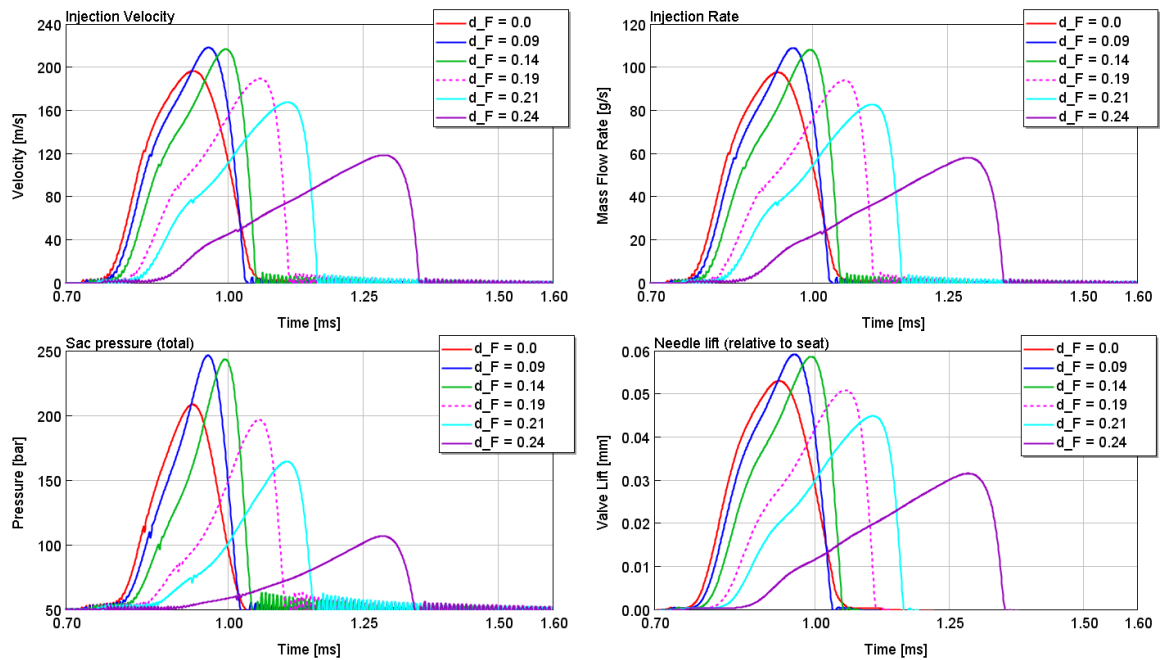 Injection Velocity
240
200
160
120
80
40
0
Velocity [m/s]
0.70
1.00
1.25
1.60
Time [ms]
d_F = 0.0
d_F = 0.09
d_F = 0.14
d_F = 0.19
d_F = 0.21
d_F = 0.24
Injection Rate
120
100
80
60
40
20
0
Mass Flow Rate [g/s]
0.70
1.00
1.25
1.60
Time [ms]
d_F = 0.0
d_F = 0.09
d_F = 0.14
d_F = 0.19
d_F = 0.21
d_F = 0.24
Sac pressure (total)
250
200
150
100
50
Pressure [bar]
0.70
1.00
1.25
1.60
Time [ms]
d_F = 0.0
d_F = 0.09
d_F = 0.14
d_F = 0.19
d_F = 0.21
d_F = 0.24
Needle lift (relative to seat)
0.06
0.05
0.04
0.03
0.02
0.01
0.00
Valve Lift [mm]
0.70
1.00
1.25
1.60
Time [ms]
d_F = 0.0
d_F = 0.09
d_F = 0.14
d_F = 0.19
d_F = 0.21
d_F = 0.24